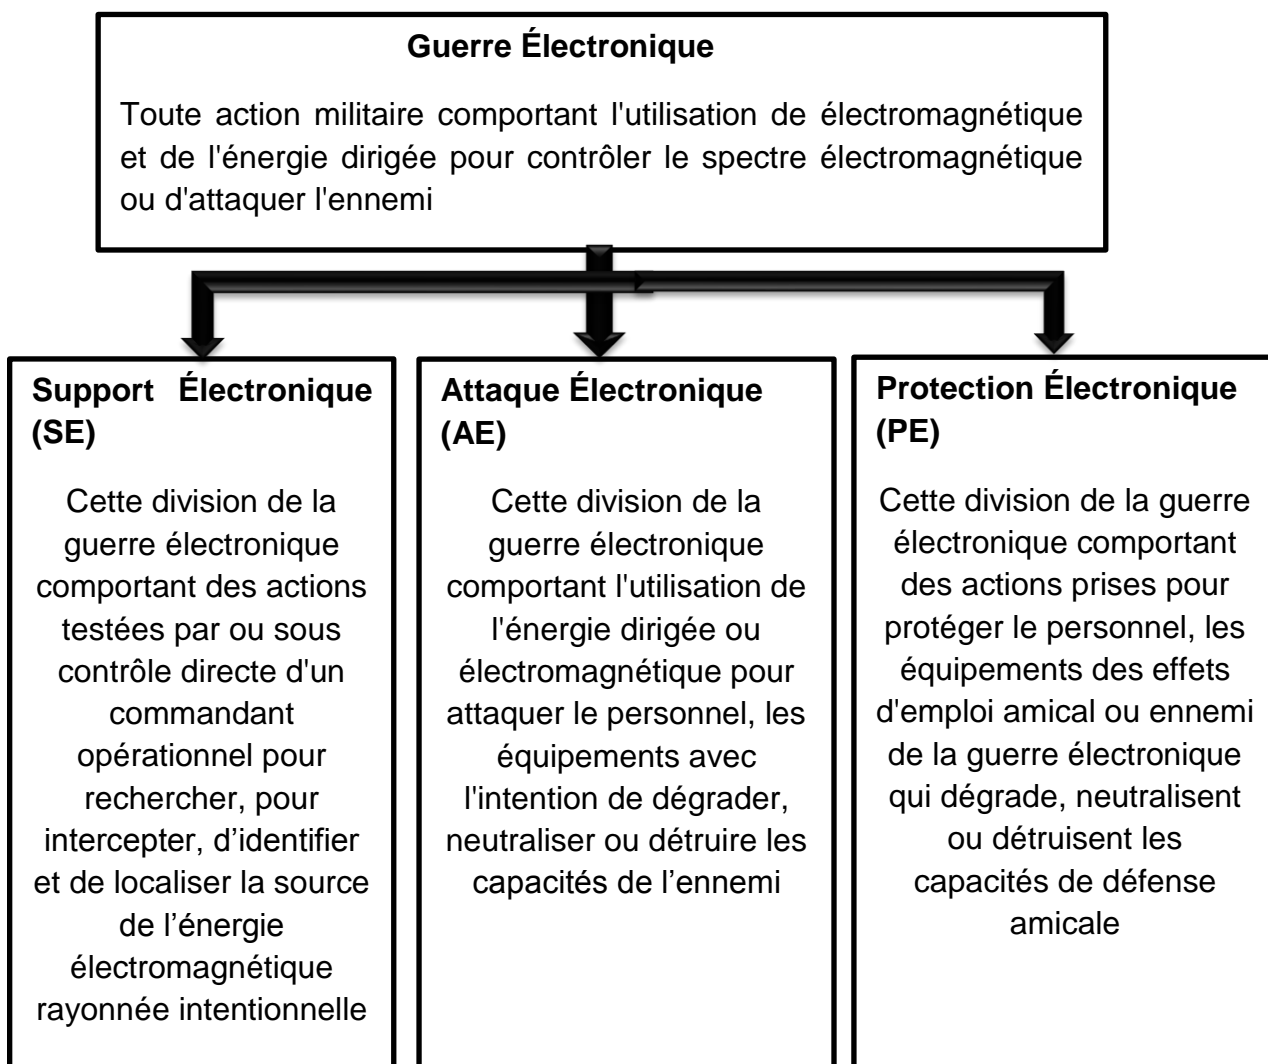 Guerre Électronique
Toute action militaire comportant l'utilisation de électromagnétique
et de l'énergie dirigée pour contrôler le spectre électromagnétique
ou d'attaquer l'ennemi
Support Électronique
(SE)
Cette division de la
guerre électronique
comportant des actions
testées par ou sous
contrôle directe d'un
commandant
opérationnel pour
rechercher, pour
intercepter, d’identifier
et de localiser la source
de l’énergie
électromagnétique
rayonnée intentionnelle
Attaque Électronique
(AE)
Cette division de la
guerre électronique
comportant l'utilisation de
l'énergie dirigée ou
électromagnétique pour
attaquer le personnel, les
équipements avec
l'intention de dégrader,
neutraliser ou détruire les
capacités de l’ennemi
Protection Électronique
(PE)
Cette division de la guerre
électronique comportant
des actions prises pour
protéger le personnel, les
équipements des effets
d'emploi amical ou ennemi
de la guerre électronique
qui dégrade, neutralisent
ou détruisent les
capacités de défense
amicale